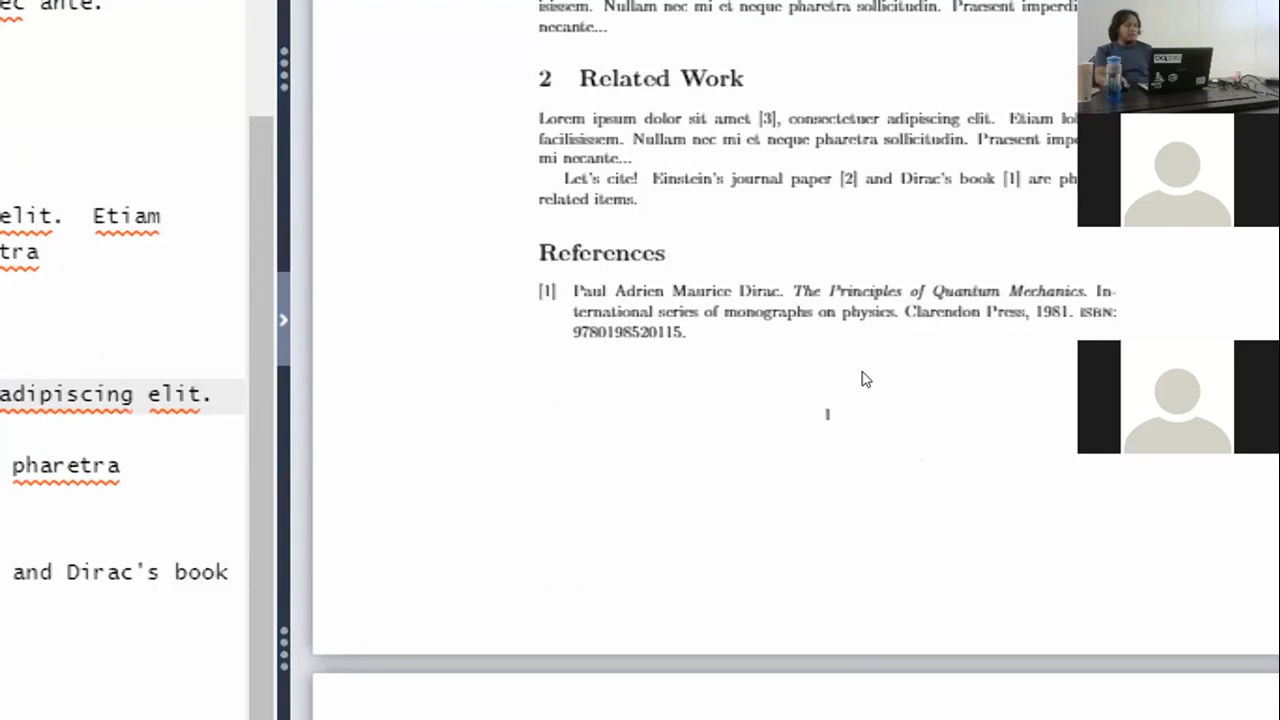 ec ante.
elit. Etiam
tra
adipiscing elit.
pharetra
and Dirac's book
isissem. Nullam nec mi et neque pharetra sollicitudin. Praesent imperdi
necante...
2 Related Work
Lorem ipsum dolor sit amet [3], consectetuer adipiscing elit. Etiam lol
facilisissem. Nullam nec mi et neque pharetra sollicitudin. Praesent impe
mi necante...
Let's cite! Einstein's journal paper [2] and Dirac's book [1] are ph
related items.
References
[1] Paul Adrien Maurice Dirac. The Principles of Quantum Mechanics. In-
ternational series of monographs on physics. Clarendon Press, 1981. ISBN:
9780198520115.
1